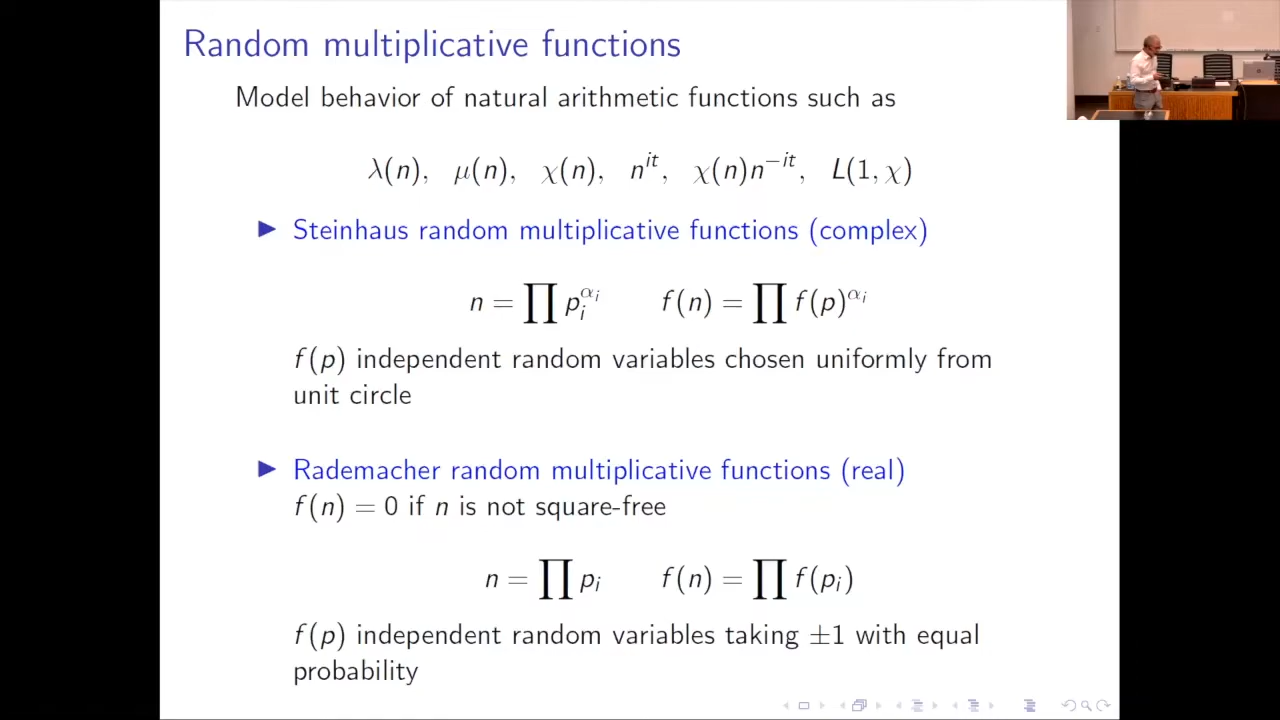 Random multiplicative functions
Model behavior of natural arithmetic functions such as
λ(n), μ(n), χ(n), n^{it}, χ(n)n^{−it}, L(1, χ)
▶ Steinhaus random multiplicative functions (complex)
n = ∏ p_i^{α_i} f(n) = ∏ f(p)^{α_i}
f(p) independent random variables chosen uniformly from
unit circle
▶ Rademacher random multiplicative functions (real)
f(n) = 0 if n is not square-free
n = ∏ p_i f(n) = ∏ f(p_i)
f(p) independent random variables taking ±1 with equal
probability